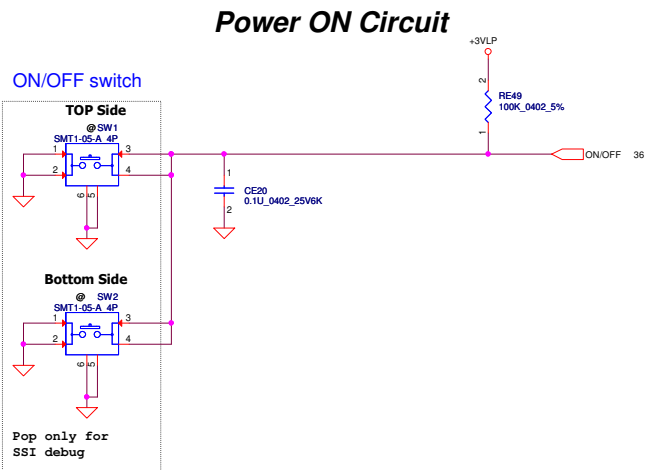 Power ON Circuit
+3VLP
ON/OFF switch
2
RE49
100K_0402_5%
1
TOP Side
@ SW1
SMT1-05-A_4P
1
3
2
4
6
5
ON/OFF 36
1
CE20
0.1U_0402_25V6K
2
Bottom Side
@ SW2
SMT1-05-A_4P
1
3
2
4
6
5
Pop only for
SSI debug